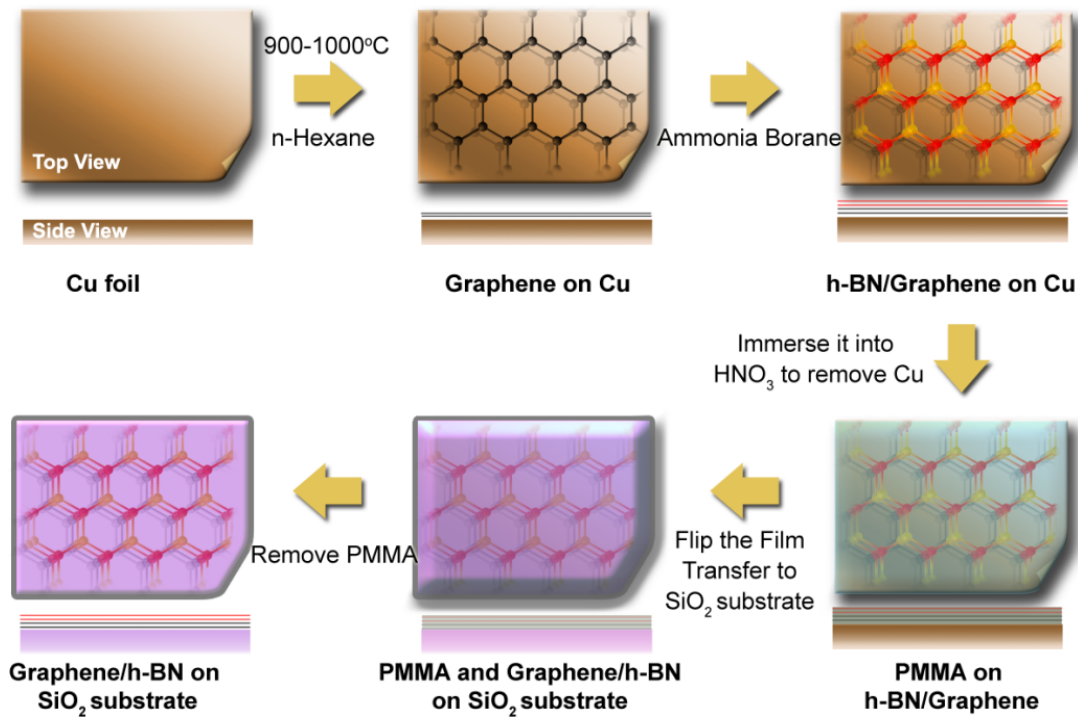 900-1000°C
n-Hexane
Ammonia Borane
Top View
Side View
Cu foil
Graphene on Cu
h-BN/Graphene on Cu
Immerse it into
HNO₃ to remove Cu
Flip the Film
Transfer to
SiO₂ substrate
Remove PMMA
PMMA on
h-BN/Graphene
PMMA and Graphene/h-BN
on SiO₂ substrate
Graphene/h-BN on
SiO₂ substrate